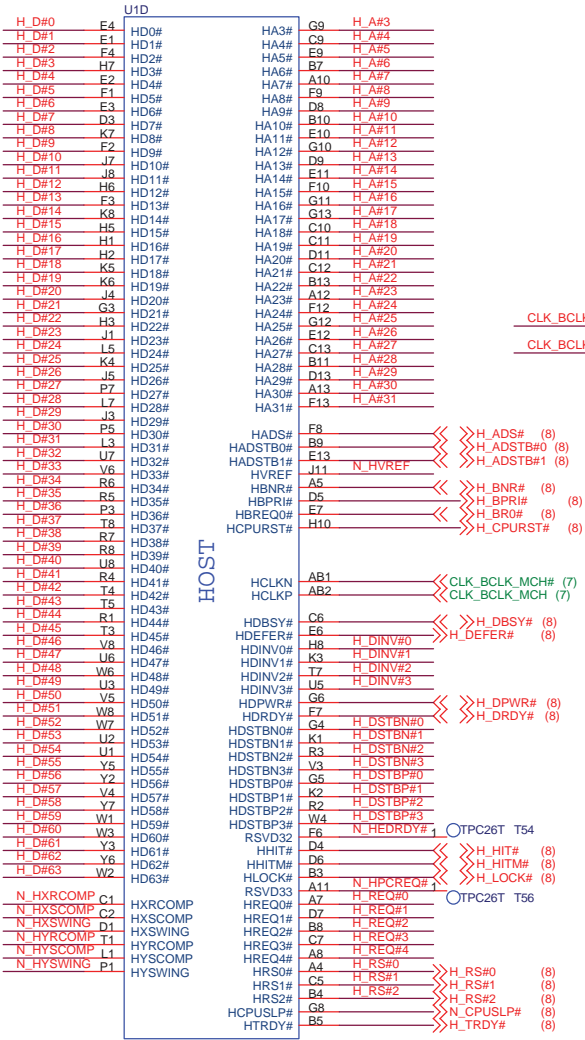 U1D
H_D#0 E4 HD0#
H_D#1 E1 HD1#
H_D#2 F4 HD2#
H_D#3 H7 HD3#
H_D#4 E2 HD4#
H_D#5 F1 HD5#
H_D#6 E3 HD6#
H_D#7 D3 HD7#
H_D#8 K7 HD8#
H_D#9 F2 HD9#
H_D#10 J7 HD10#
H_D#11 J8 HD11#
H_D#12 H6 HD12#
H_D#13 F3 HD13#
H_D#14 K8 HD14#
H_D#15 H5 HD15#
H_D#16 H1 HD16#
H_D#17 H2 HD17#
H_D#18 K5 HD18#
H_D#19 K6 HD19#
H_D#20 J4 HD20#
H_D#21 G3 HD21#
H_D#22 H3 HD22#
H_D#23 J1 HD23#
H_D#24 L5 HD24#
H_D#25 K4 HD25#
H_D#26 J5 HD26#
H_D#27 P7 HD27#
H_D#28 L7 HD28#
H_D#29 J3 HD29#
H_D#30 P5 HD30#
H_D#31 L3 HD31#
H_D#32 U7 HD32#
H_D#33 V6 HD33#
H_D#34 R6 HD34#
H_D#35 R5 HD35#
H_D#36 P3 HD36#
H_D#37 T8 HD37#
H_D#38 R7 HD38#
H_D#39 R8 HD39#
H_D#40 U8 HD40#
H_D#41 R4 HD41#
H_D#42 T4 HD42#
H_D#43 T5 HD43#
H_D#44 R1 HD44#
H_D#45 T3 HD45#
H_D#46 V8 HD46#
H_D#47 U6 HD47#
H_D#48 W6 HD48#
H_D#49 U3 HD49#
H_D#50 V5 HD50#
H_D#51 W8 HD51#
H_D#52 W7 HD52#
H_D#53 U2 HD53#
H_D#54 U1 HD54#
H_D#55 Y5 HD55#
H_D#56 Y2 HD56#
H_D#57 V4 HD57#
H_D#58 Y7 HD58#
H_D#59 W1 HD59#
H_D#60 W3 HD60#
H_D#61 Y3 HD61#
H_D#62 Y6 HD62#
H_D#63 W2 HD63#
N_HXRCOMP C1 HXRCOMP
N_HXSCOMP C2 HXSCOMP
N_HXSWING D1 HXSWING
N_HYRCOMP T1 HYRCOMP
N_HYSCOMP L1 HYSCOMP
N_HYSWING P1 HYSWING
HOST
HA3# G9 H_A#3
HA4# C9 H_A#4
HA5# E9 H_A#5
HA6# B7 H_A#6
HA7# A10 H_A#7
HA8# F9 H_A#8
HA9# D8 H_A#9
HA10# B10 H_A#10
HA11# E10 H_A#11
HA12# G10 H_A#12
HA13# D9 H_A#13
HA14# E11 H_A#14
HA15# F10 H_A#15
HA16# G11 H_A#16
HA17# G13 H_A#17
HA18# C10 H_A#18
HA19# C11 H_A#19
HA20# D11 H_A#20
HA21# C12 H_A#21
HA22# B13 H_A#22
HA23# A12 H_A#23
HA24# F12 H_A#24
HA25# G12 H_A#25
HA26# E12 H_A#26
HA27# C13 H_A#27
HA28# B11 H_A#28
HA29# D13 H_A#29
HA30# A13 H_A#30
HA31# F13 H_A#31
HADS# F8 H_ADS# (8)
HADSTB0# B9 H_ADSTB#0 (8)
HADSTB1# E13 H_ADSTB#1 (8)
HVREF J11 N_HVREF
HBNR# A5 H_BNR# (8)
HBPRI# D5 H_BPRI# (8)
HBREQ0# E7 H_BR0# (8)
HCPURST# H10 H_CPURST# (8)
HCLKN AB1 CLK_BCLK_MCH# (7)
HCLKP AB2 CLK_BCLK_MCH (7)
HDBSY# C6 H_DBSY# (8)
HDEFER# E6 H_DEFER# (8)
HDINV0# H8 H_DINV#0
HDINV1# K3 H_DINV#1
HDINV2# T7 H_DINV#2
HDINV3# U5 H_DINV#3
HDPWR# G6 H_DPWR# (8)
HDRDY# F7 H_DRDY# (8)
HDSTBN0# G4 H_DSTBN#0
HDSTBN1# K1 H_DSTBN#1
HDSTBN2# R3 H_DSTBN#2
HDSTBN3# V3 H_DSTBN#3
HDSTBP0# G5 H_DSTBP#0
HDSTBP1# K2 H_DSTBP#1
HDSTBP2# R2 H_DSTBP#2
HDSTBP3# W4 H_DSTBP#3
RSVD32 F6 N_HEDRDY# 1 TPC26T T54
HHIT# D4 H_HIT# (8)
HHITM# D6 H_HITM# (8)
HLOCK# B3 H_LOCK# (8)
RSVD33 A11 N_HPCREQ# 1 TPC26T T56
HREQ0# A7 H_REQ#0
HREQ1# D7 H_REQ#1
HREQ2# B8 H_REQ#2
HREQ3# C7 H_REQ#3
HREQ4# A8 H_REQ#4
HRS0# A4 H_RS#0 H_RS#0 (8)
HRS1# C5 H_RS#1 H_RS#1 (8)
HRS2# B4 H_RS#2 H_RS#2 (8)
HCPUSLP# G8 N_CPUSLP# (8)
HTRDY# B5 H_TRDY# (8)
CLK_BCL
CLK_BCL